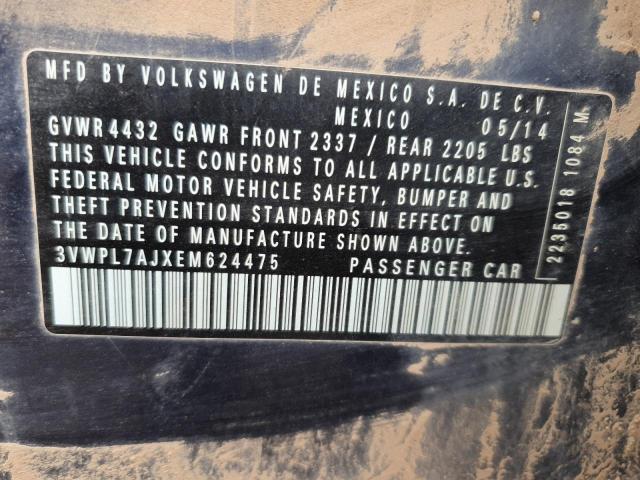 MFD BY VOLKSWAGEN DE MEXICO S.A. DE C.V.
MEXICO 05/14
GVWR 4432 GAWR FRONT 2337 / REAR 2205 LBS
THIS VEHICLE CONFORMS TO ALL APPLICABLE U.S.
FEDERAL MOTOR VEHICLE SAFETY, BUMPER AND
THEFT PREVENTION STANDARDS IN EFFECT ON
THE DATE OF MANUFACTURE SHOWN ABOVE.
3VWPL7AJXEM624475 PASSENGER CAR
2235018 1084 M